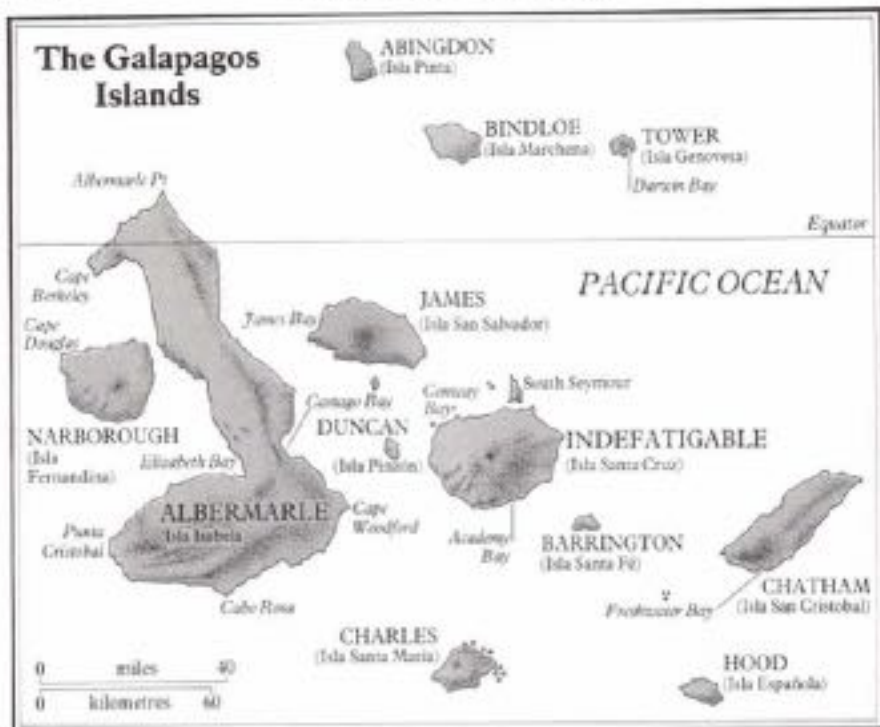 The Galapagos
Islands
ABINGDON
(Isla Pinta)
BINDLOE
(Isla Marchena)
TOWER
(Isla Genovesa)
Darwin Bay
Albermarle Pt
Equator
Cape
Berkeley
PACIFIC OCEAN
JAMES
(Isla San Salvador)
James Bay
Cape
Douglas
South Seymour
Conway
Bay
Cartago Bay
NARBOROUGH
(Isla
Fernandina)
DUNCAN
(Isla Pinzón)
INDEFATIGABLE
(Isla Santa Cruz)
Elizabeth Bay
ALBERMARLE
Isla Isabela
Cape
Woodford
Punta
Cristobal
Academy
Bay
BARRINGTON
(Isla Santa Fé)
CHATHAM
(Isla San Cristobal)
Freshwater Bay
Cabo Rosa
CHARLES
(Isla Santa Maria)
HOOD
(Isla Española)
0 miles 40
0 kilometres 60